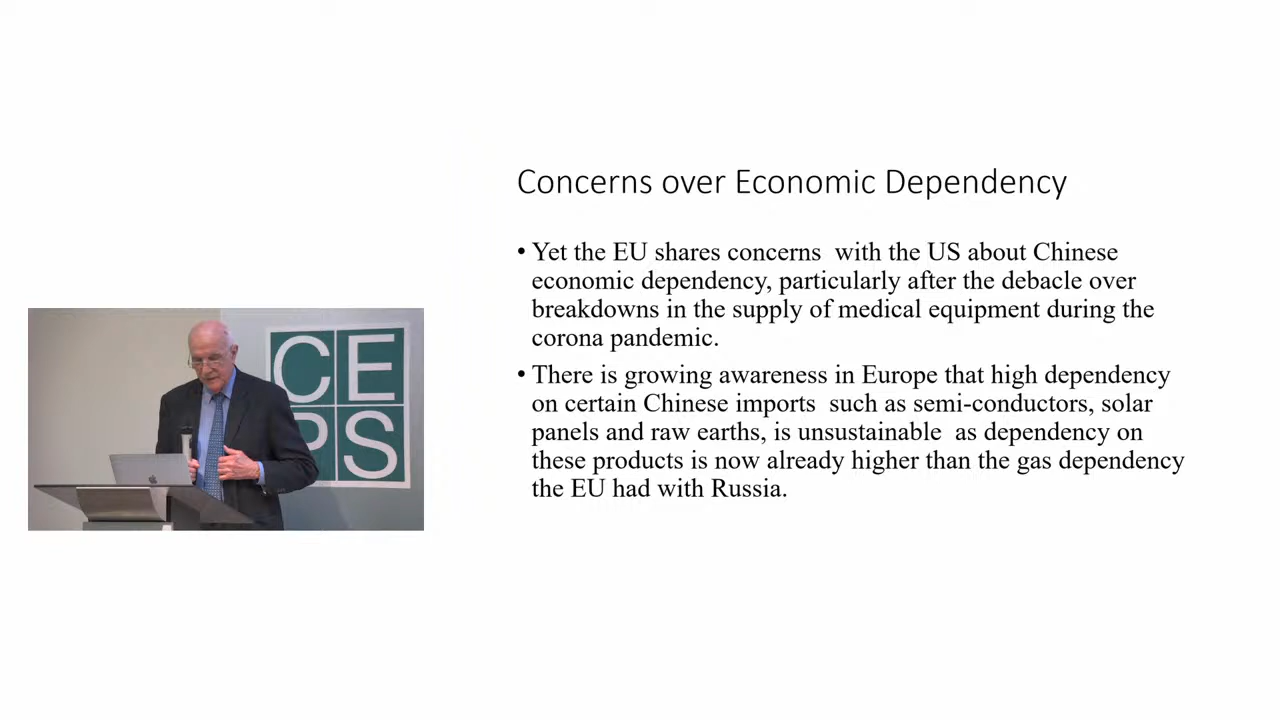 Concerns over Economic Dependency
• Yet the EU shares concerns  with the US about Chinese
economic dependency, particularly after the debacle over
breakdowns in the supply of medical equipment during the
corona pandemic.
• There is growing awareness in Europe that high dependency
on certain Chinese imports  such as semi-conductors, solar
panels and raw earths, is unsustainable  as dependency on
these products is now already higher than the gas dependency
the EU had with Russia.
CE
PS